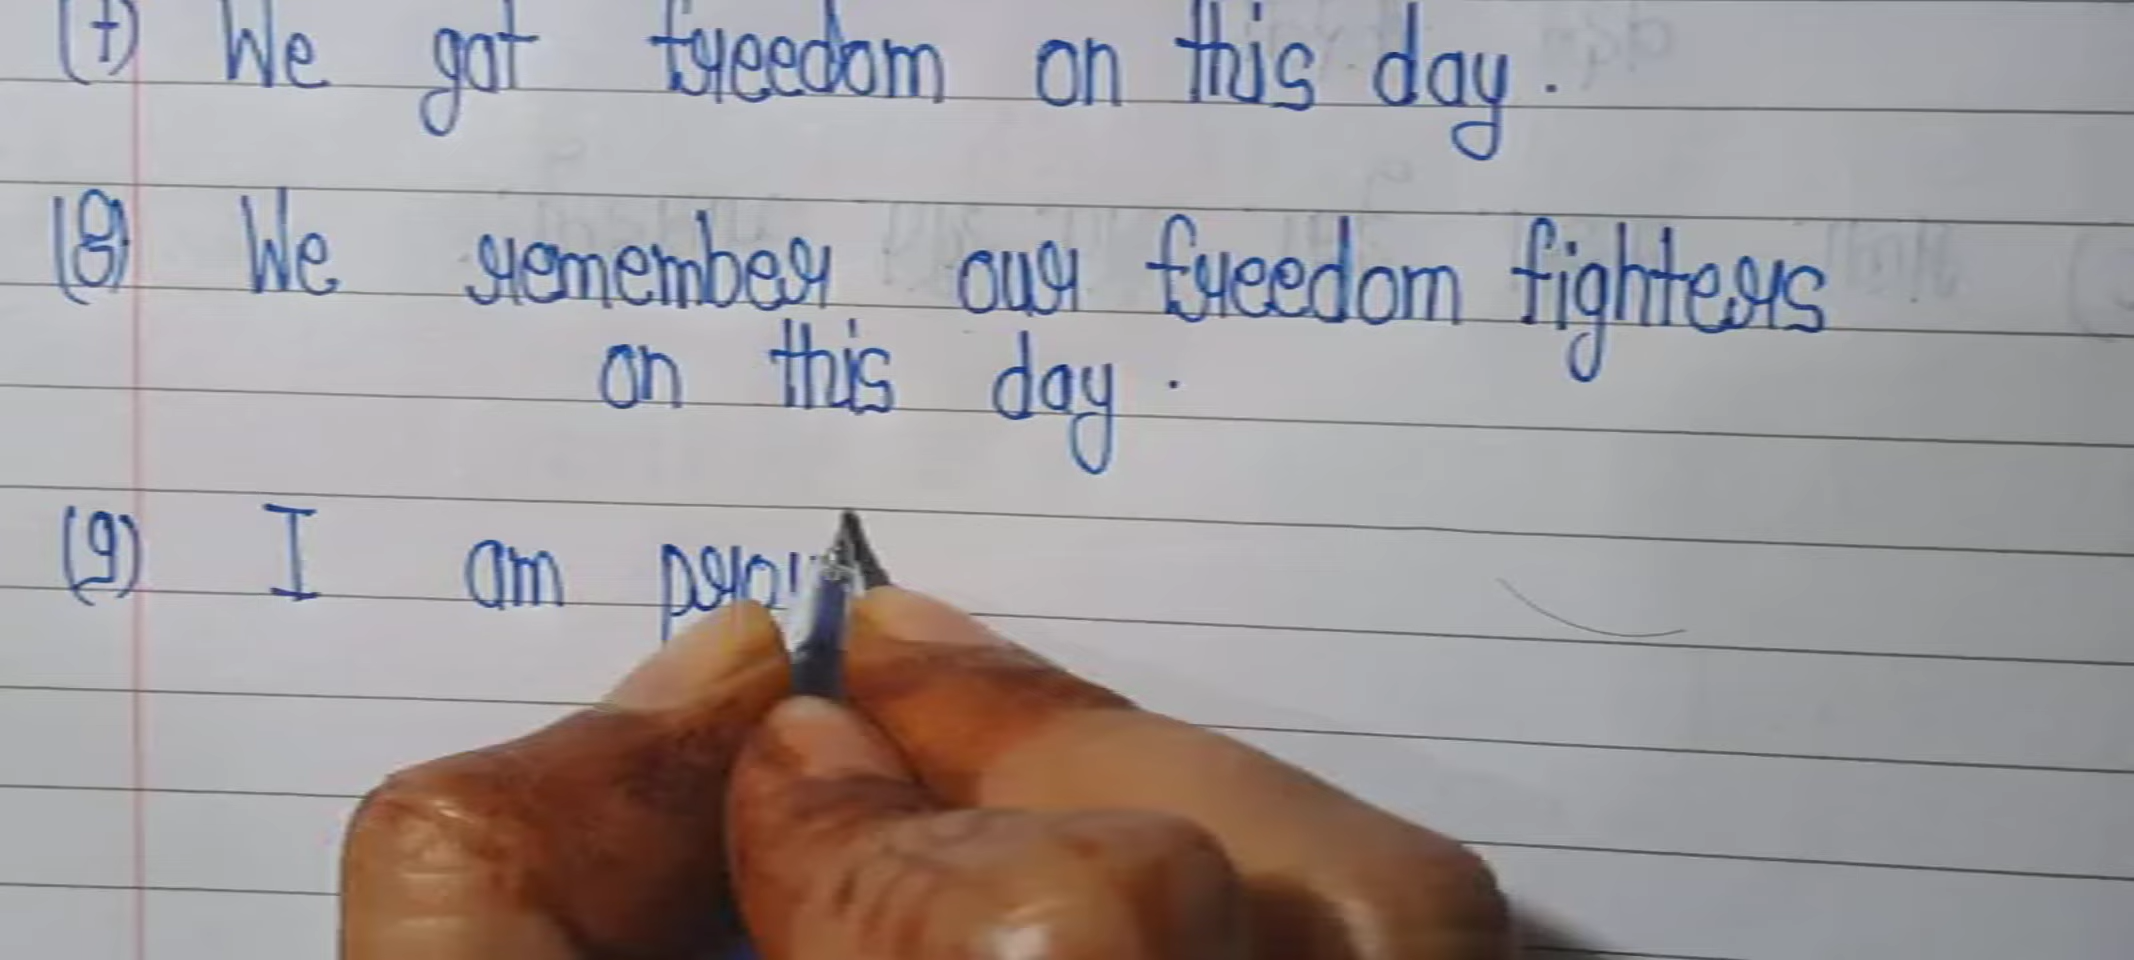 (7) We got freedom on this day.
(8) We remember our freedom fighters
on this day.
(9) I am